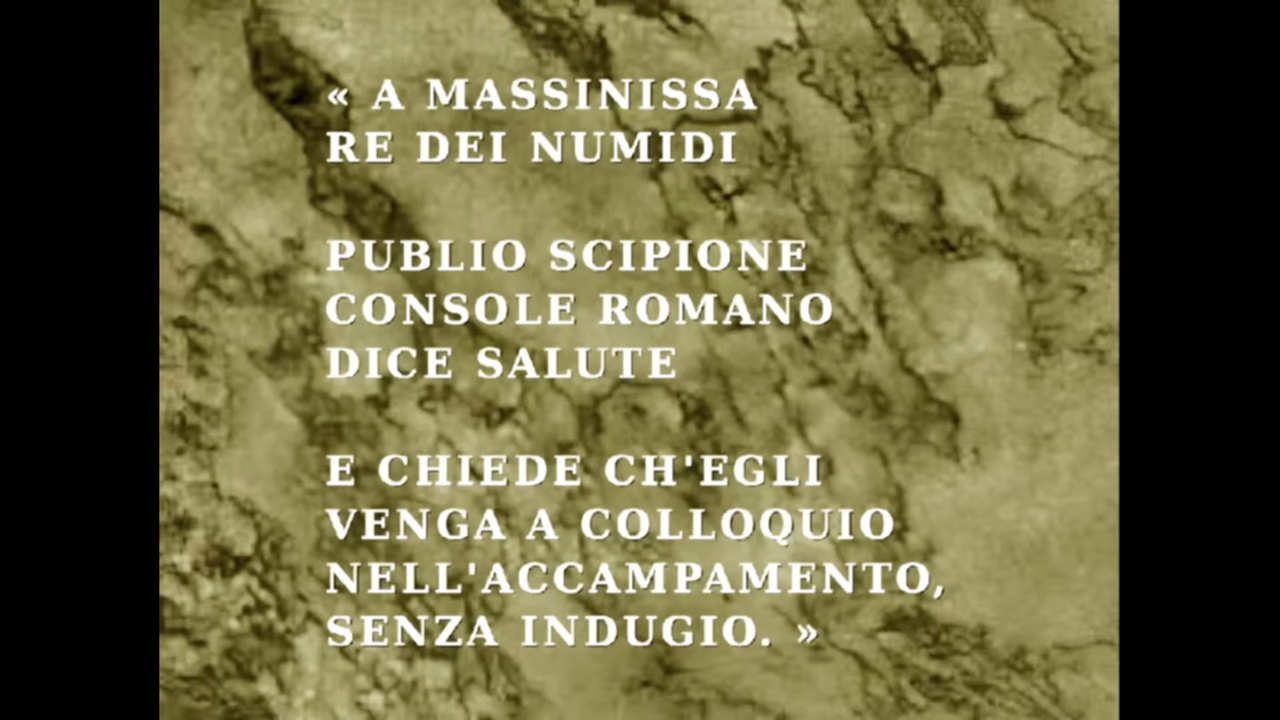 « A MASSINISSA
RE DEI NUMIDI
PUBLIO SCIPIONE
CONSOLE ROMANO
DICE SALUTE
E CHIEDE CH'EGLI
VENGA A COLLOQUIO
NELL'ACCAMPAMENTO,
SENZA INDUGIO. »